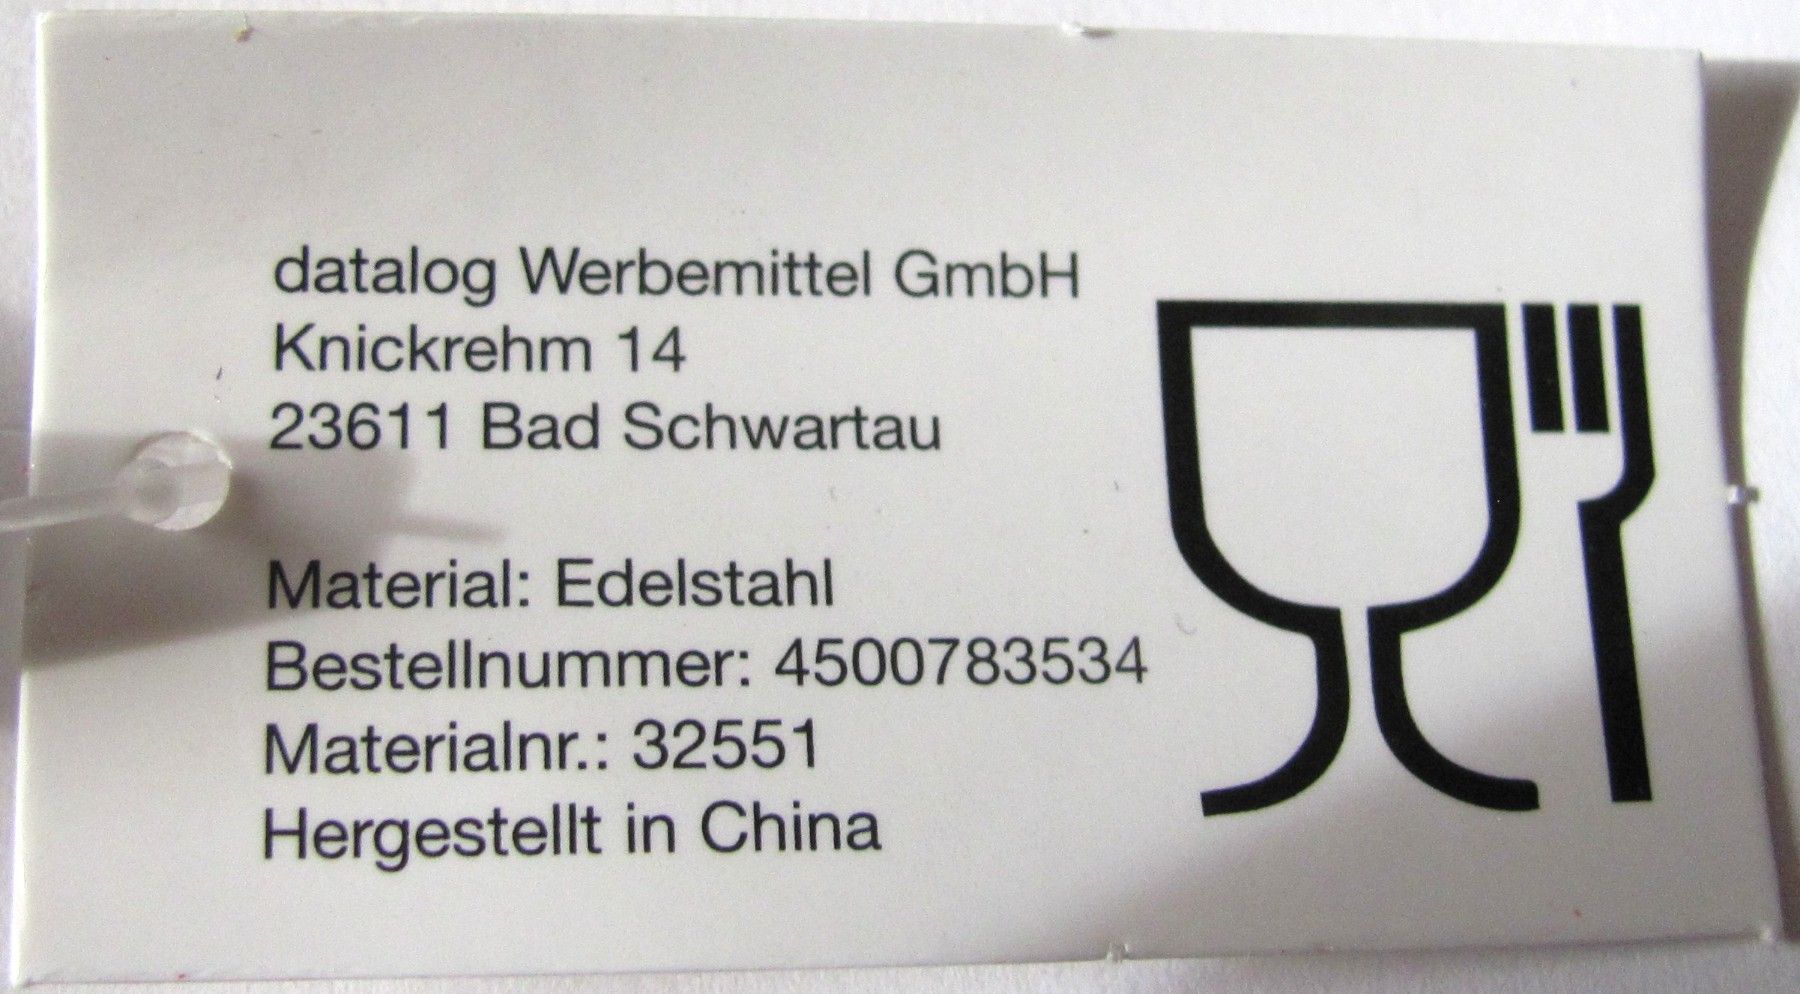 datalog Werbemittel GmbH
Knickrehm 14
23611 Bad Schwartau
Material: Edelstahl
Bestellnummer: 4500783534
Materialnr.: 32551
Hergestellt in China